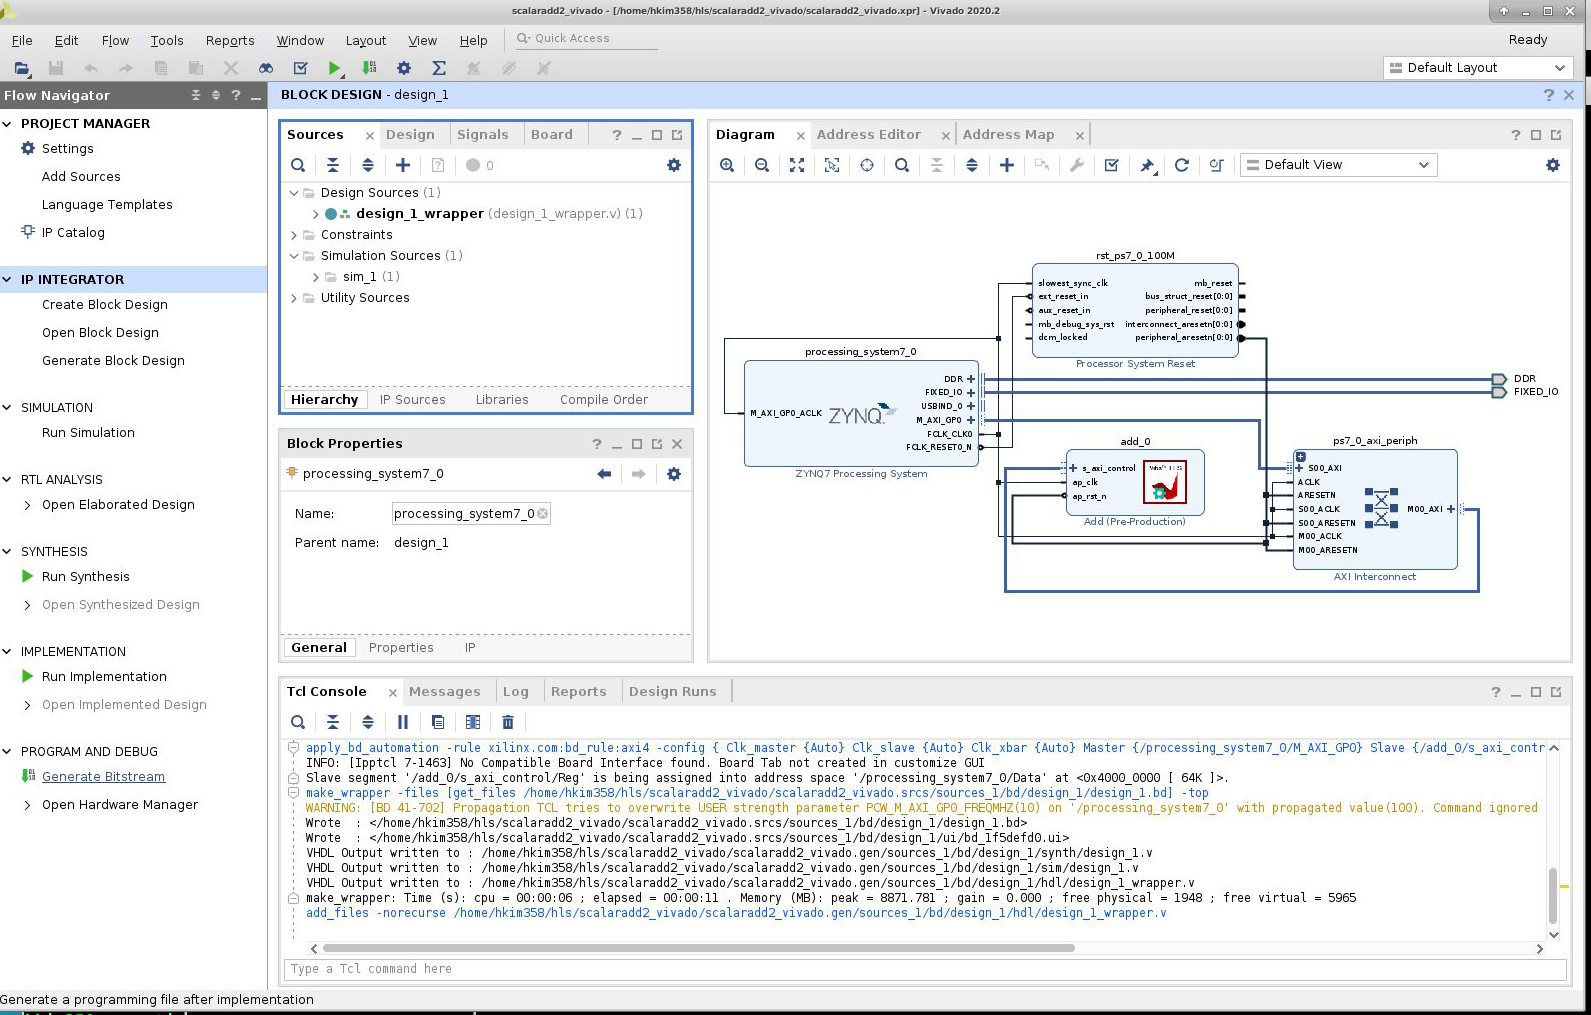 scalaradd2_vivado - [/home/hkim358/hls/scalaradd2_vivado/scalaradd2_vivado.xpr] - Vivado 2020.2
File Edit Flow Tools Reports Window Layout View Help Quick Access Ready
Default Layout
Flow Navigator
PROJECT MANAGER
Settings
Add Sources
Language Templates
IP Catalog
IP INTEGRATOR
Create Block Design
Open Block Design
Generate Block Design
SIMULATION
Run Simulation
RTL ANALYSIS
Open Elaborated Design
SYNTHESIS
Run Synthesis
Open Synthesized Design
IMPLEMENTATION
Run Implementation
Open Implemented Design
PROGRAM AND DEBUG
Generate Bitstream
Open Hardware Manager
BLOCK DESIGN - design_1
Sources Design Signals Board
0
Design Sources (1)
design_1_wrapper (design_1_wrapper.v) (1)
Constraints
Simulation Sources (1)
sim_1 (1)
Utility Sources
Hierarchy IP Sources Libraries Compile Order
Block Properties
processing_system7_0
Name: processing_system7_0
Parent name: design_1
General Properties IP
Diagram Address Editor Address Map
Default View
rst_ps7_0_100M
slowest_sync_clk mb_reset
ext_reset_in bus_struct_reset[0:0]
aux_reset_in peripheral_reset[0:0]
mb_debug_sys_rst interconnect_aresetn[0:0]
dcm_locked peripheral_aresetn[0:0]
Processor System Reset
processing_system7_0
DDR
FIXED_IO
USBIND_0
M_AXI_GP0_ACLK ZYNQ M_AXI_GP0
FCLK_CLK0
FCLK_RESET0_N
ZYNQ7 Processing System
DDR
FIXED_IO
add_0
s_axi_control
ap_clk
ap_rst_n
Add (Pre-Production)
ps7_0_axi_periph
S00_AXI
ACLK
ARESETN
S00_ACLK M00_AXI
S00_ARESETN
M00_ACLK
M00_ARESETN
AXI Interconnect
Tcl Console Messages Log Reports Design Runs
apply_bd_automation -rule xilinx.com:bd_rule:axi4 -config { Clk_master {Auto} Clk_slave {Auto} Clk_xbar {Auto} Master {/processing_system7_0/M_AXI_GP0} Slave {/add_0/s_axi_contr
INFO: [Ipptcl 7-1463] No Compatible Board Interface found. Board Tab not created in customize GUI
Slave segment '/add_0/s_axi_control/Reg' is being assigned into address space '/processing_system7_0/Data' at <0x4000_0000 [ 64K ]>.
make_wrapper -files [get_files /home/hkim358/hls/scalaradd2_vivado/scalaradd2_vivado.srcs/sources_1/bd/design_1/design_1.bd] -top
WARNING: [BD 41-702] Propagation TCL tries to overwrite USER strength parameter PCW_M_AXI_GP0_FREQMHZ(10) on '/processing_system7_0' with propagated value(100). Command ignored
Wrote  : </home/hkim358/hls/scalaradd2_vivado/scalaradd2_vivado.srcs/sources_1/bd/design_1/design_1.bd>
Wrote  : </home/hkim358/hls/scalaradd2_vivado/scalaradd2_vivado.srcs/sources_1/bd/design_1/ui/bd_1f5defd0.ui>
VHDL Output written to : /home/hkim358/hls/scalaradd2_vivado/scalaradd2_vivado.gen/sources_1/bd/design_1/synth/design_1.v
VHDL Output written to : /home/hkim358/hls/scalaradd2_vivado/scalaradd2_vivado.gen/sources_1/bd/design_1/sim/design_1.v
VHDL Output written to : /home/hkim358/hls/scalaradd2_vivado/scalaradd2_vivado.gen/sources_1/bd/design_1/hdl/design_1_wrapper.v
make_wrapper: Time (s): cpu = 00:00:06 ; elapsed = 00:00:11 . Memory (MB): peak = 8871.781 ; gain = 0.000 ; free physical = 1948 ; free virtual = 5965
add_files -norecurse /home/hkim358/hls/scalaradd2_vivado/scalaradd2_vivado.gen/sources_1/bd/design_1/hdl/design_1_wrapper.v
Type a Tcl command here
Generate a programming file after implementation